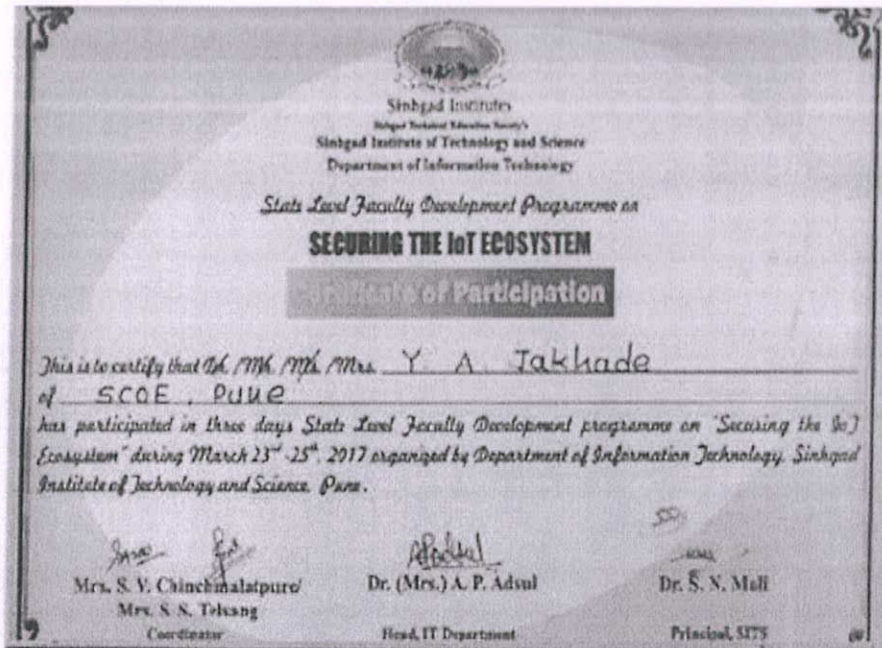 Sinhgad Institutes
Sinhgad Technical Education Society's
Sinhgad Institute of Technology and Science
Department of Information Technology
State Level Faculty Development Programme on
SECURING THE IoT ECOSYSTEM
Certificate of Participation
This is to certify that Dr. /Mr. /Ms. /Mrs. Y. A. Jakhade
of SCOE, Pune
has participated in three days State Level Faculty Development programme on "Securing the IoT
Ecosystem" during March 23rd -25th, 2017 organized by Department of Information Technology, Sinhgad
Institute of Technology and Science, Pune.
Mrs. S. V. Chinchmalatpure/
Mrs. S. S. Telsang
Coordinator
Dr. (Mrs.) A. P. Adsul
Head, IT Department
Dr. S. N. Mali
Principal, SITS